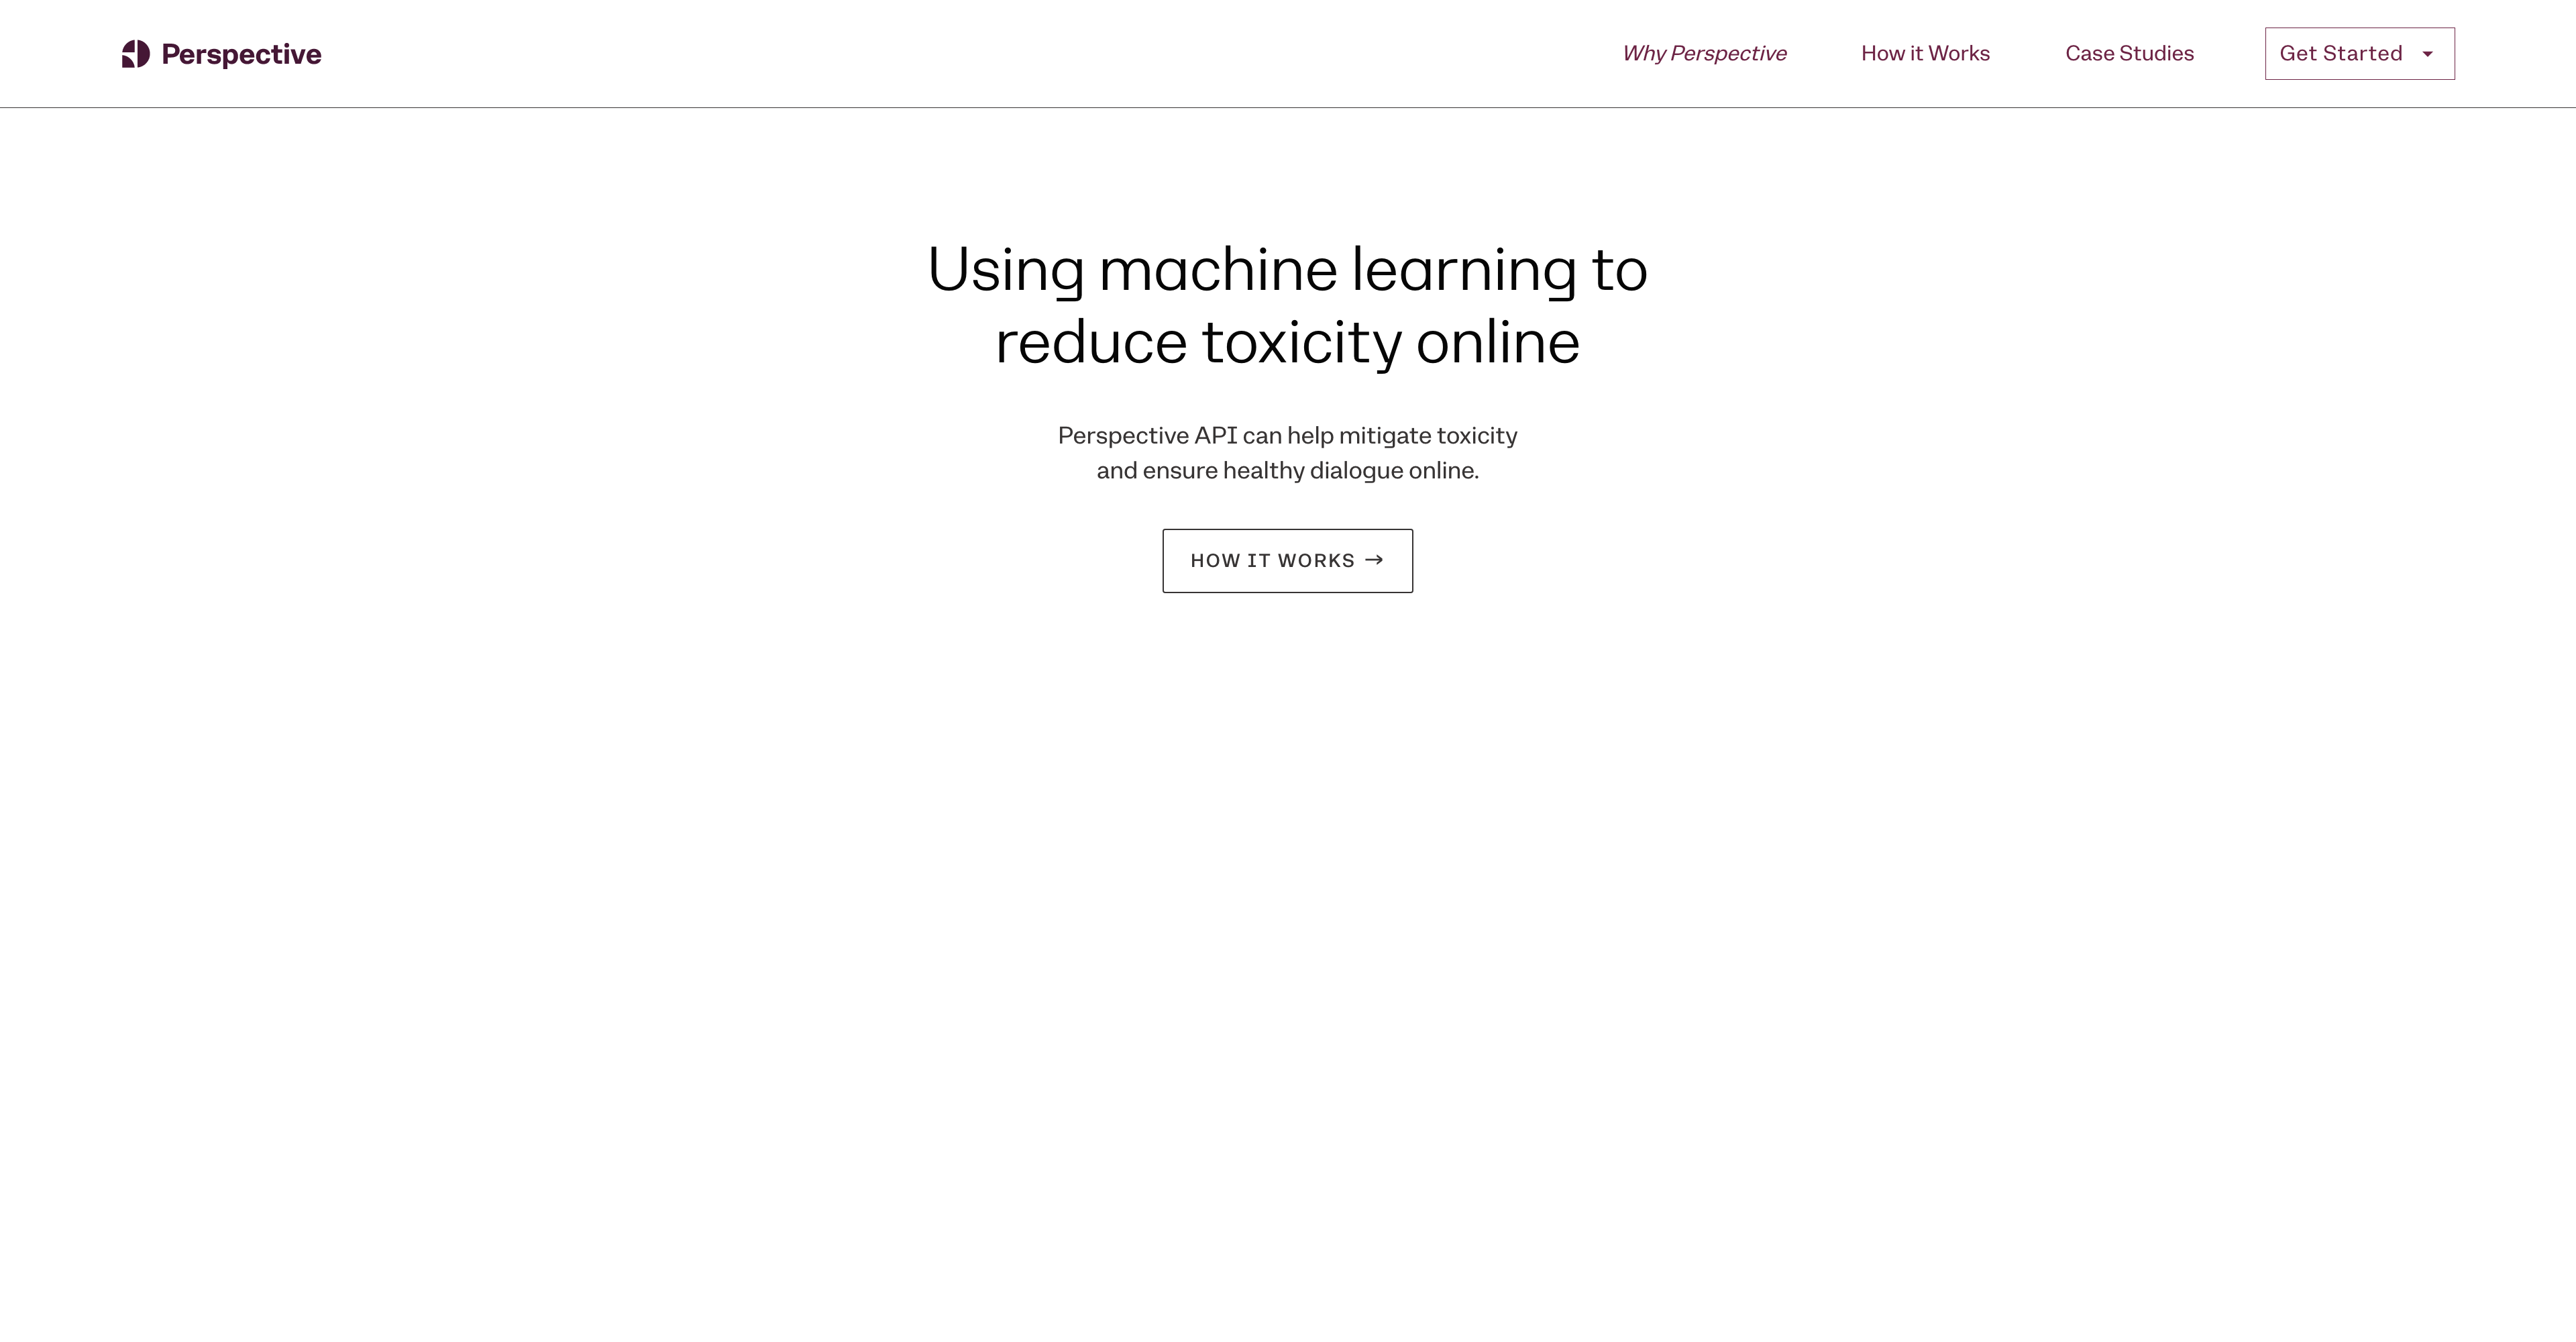 Perspective
Why Perspective
How it Works
Case Studies
Get Started
Using machine learning to
reduce toxicity online
Perspective API can help mitigate toxicity
and ensure healthy dialogue online.
HOW IT WORKS →